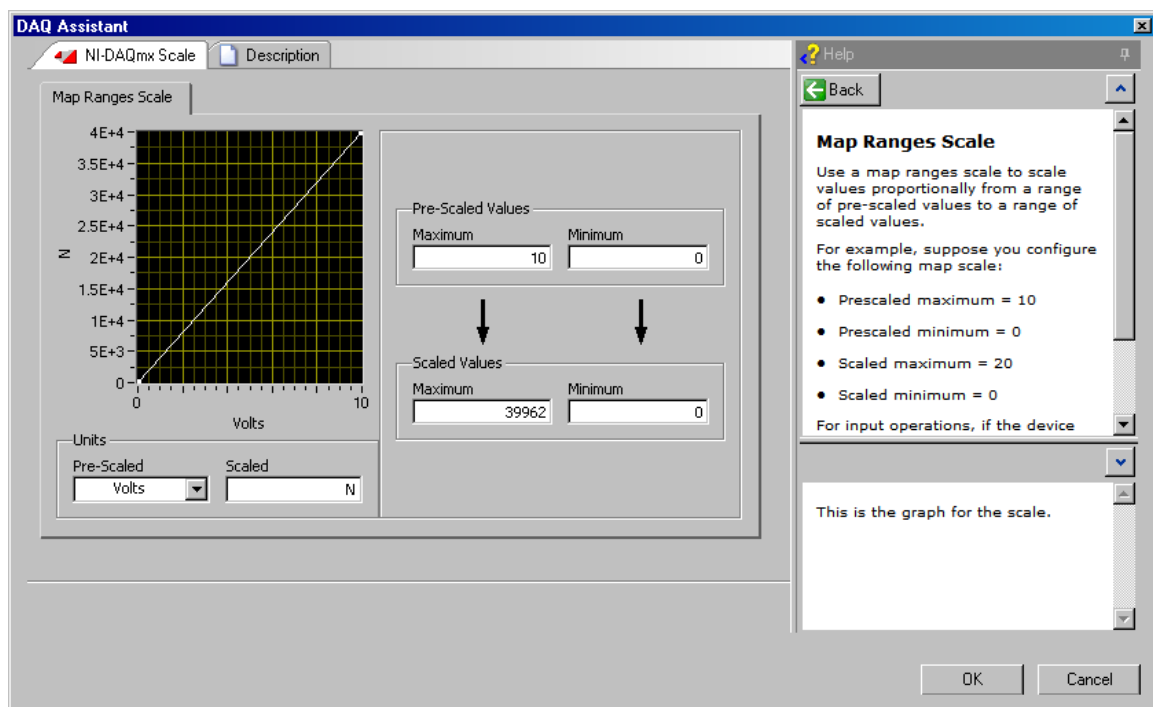 DAQ Assistant
NI-DAQmx Scale
Description
Map Ranges Scale
4E+4
3.5E+4
3E+4
2.5E+4
2E+4
1.5E+4
1E+4
5E+3
0
N
0
10
Volts
Units
Pre-Scaled
Scaled
Volts
N
Pre-Scaled Values
Maximum
Minimum
10
0
Scaled Values
Maximum
Minimum
39962
0
Help
Back
Map Ranges Scale
Use a map ranges scale to scale
values proportionally from a range
of pre-scaled values to a range of
scaled values.
For example, suppose you configure
the following map scale:
• Prescaled maximum = 10
• Prescaled minimum = 0
• Scaled maximum = 20
• Scaled minimum = 0
For input operations, if the device
This is the graph for the scale.
OK
Cancel